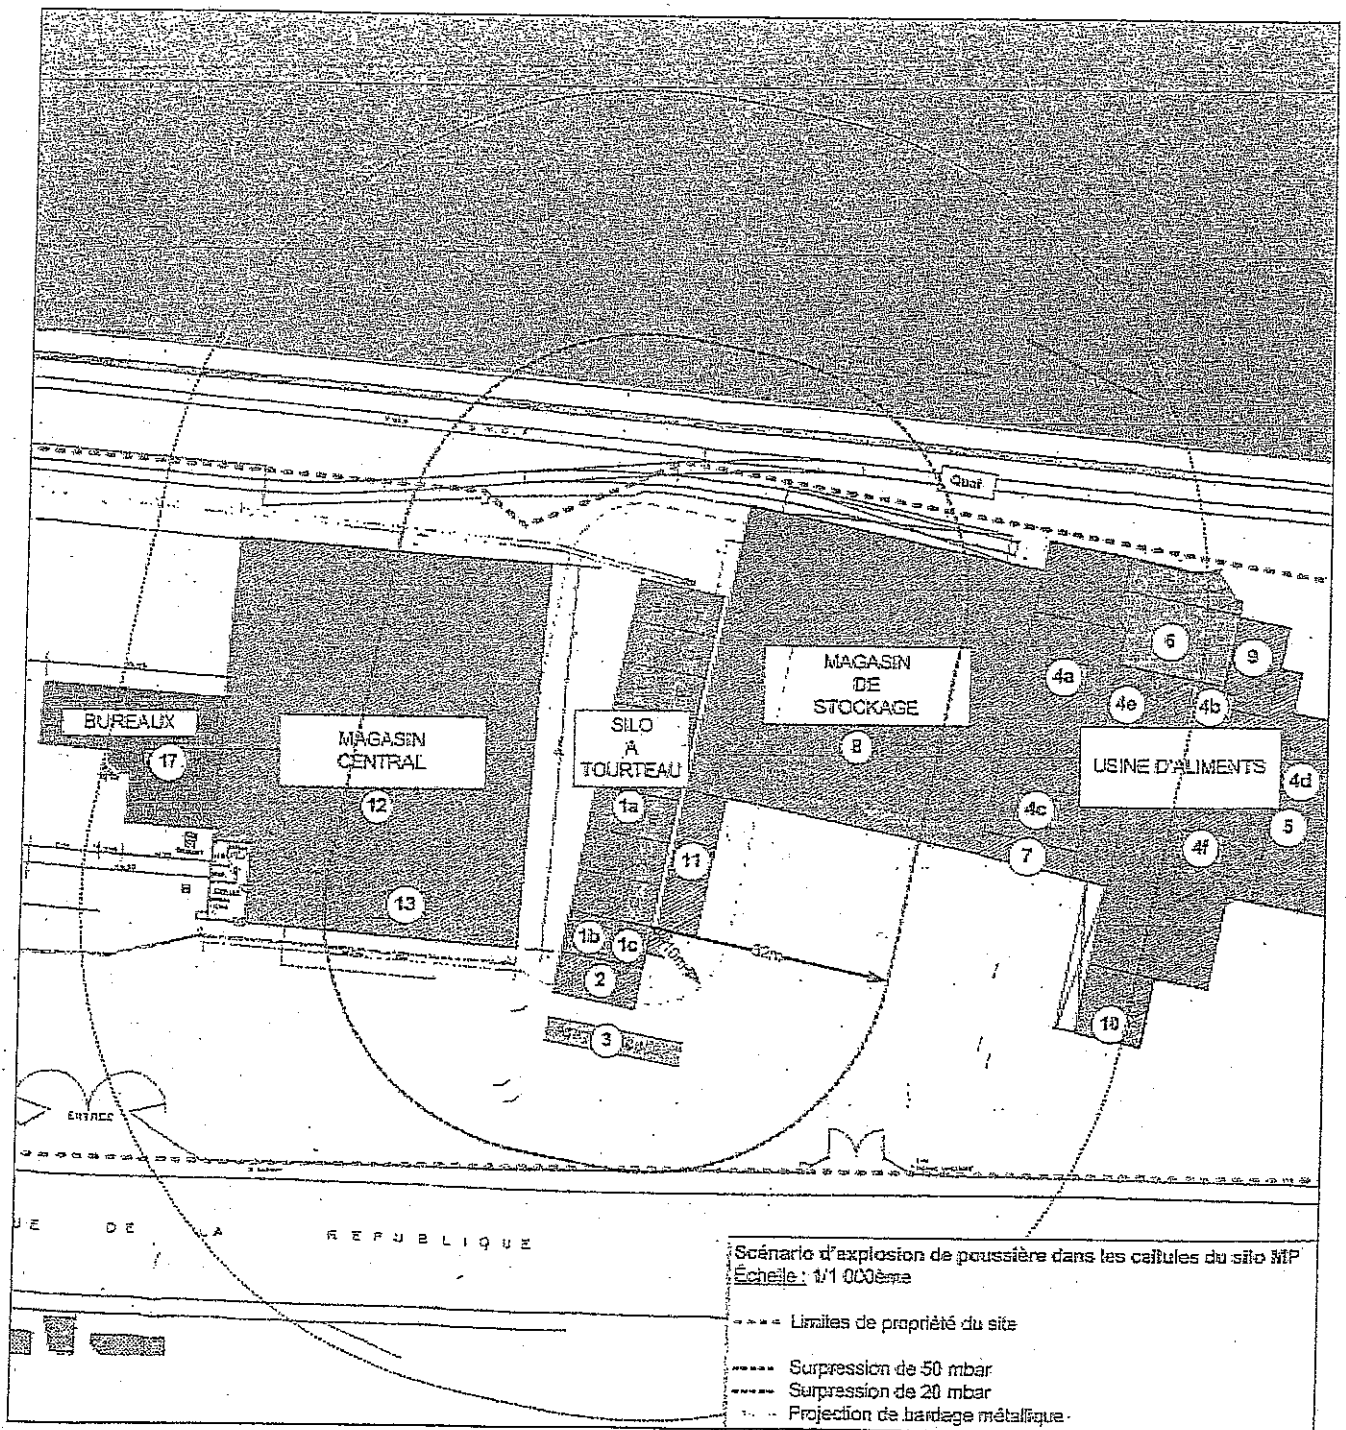 Quai
6
9
MAGASIN
DE
STOCKAGE
4a
4e
4b
BUREAUX
MAGASIN
CENTRAL
SILO
A
TOURTEAU
8
USINE D'ALIMENTS
17
12
1a
4c
4d
5
7
4f
11
13
1b
1c
10m
32m
2
3
10
ENTREE
UE DE LA REPUBLIQUE
Scénario d'explosion de poussière dans les cellules du silo MP
Échelle : 1/1 000ème
Limites de propriété du site
Surpression de 50 mbar
Surpression de 20 mbar
Projection de bardage métallique